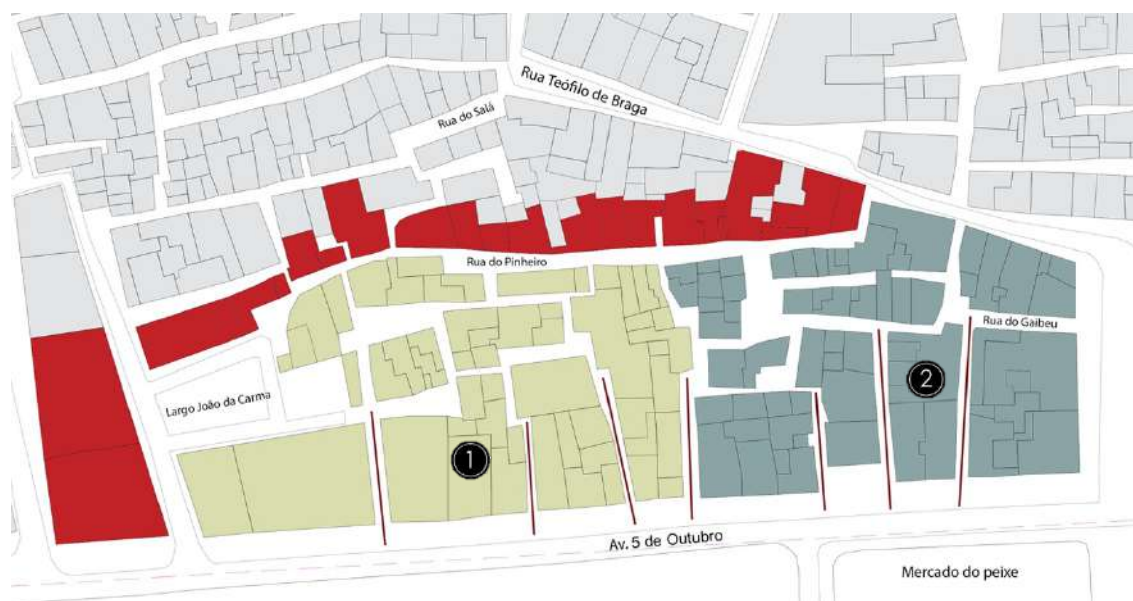 Rua Teófilo de Braga
Rua do Salá
Rua do Pinheiro
Rua do Gaibeu
Largo João da Carma
1
2
Av. 5 de Outubro
Mercado do peixe